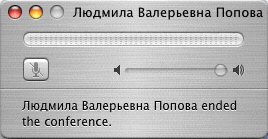 Людмила Валерьевна Попова
Людмила Валерьевна Попова ended
the conference.